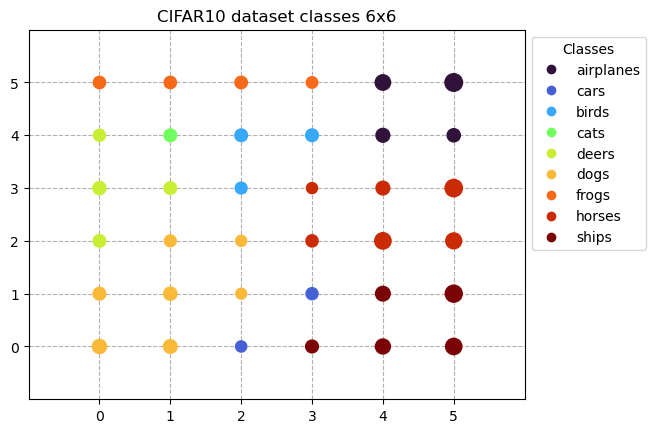 CIFAR10 dataset classes 6x6
Classes
airplanes
cars
birds
cats
deers
dogs
frogs
horses
ships
5
4
3
2
1
0
0 1 2 3 4 5